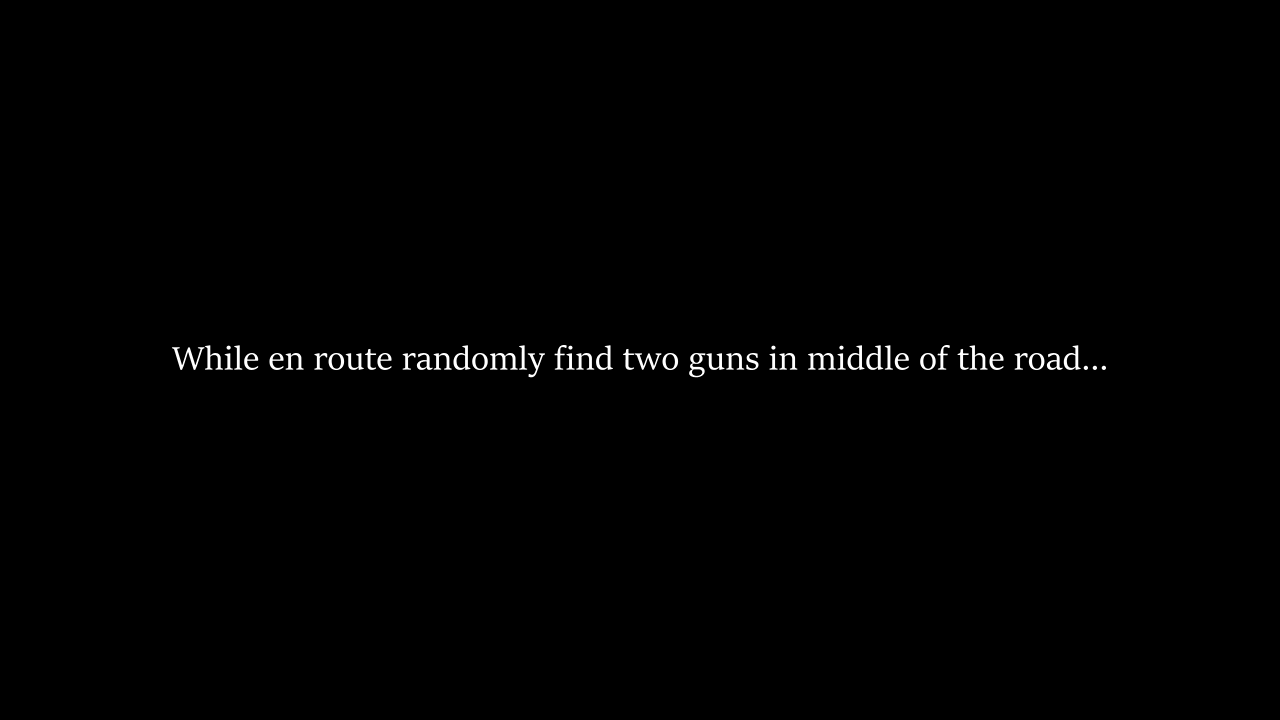 While en route randomly find two guns in middle of the road...